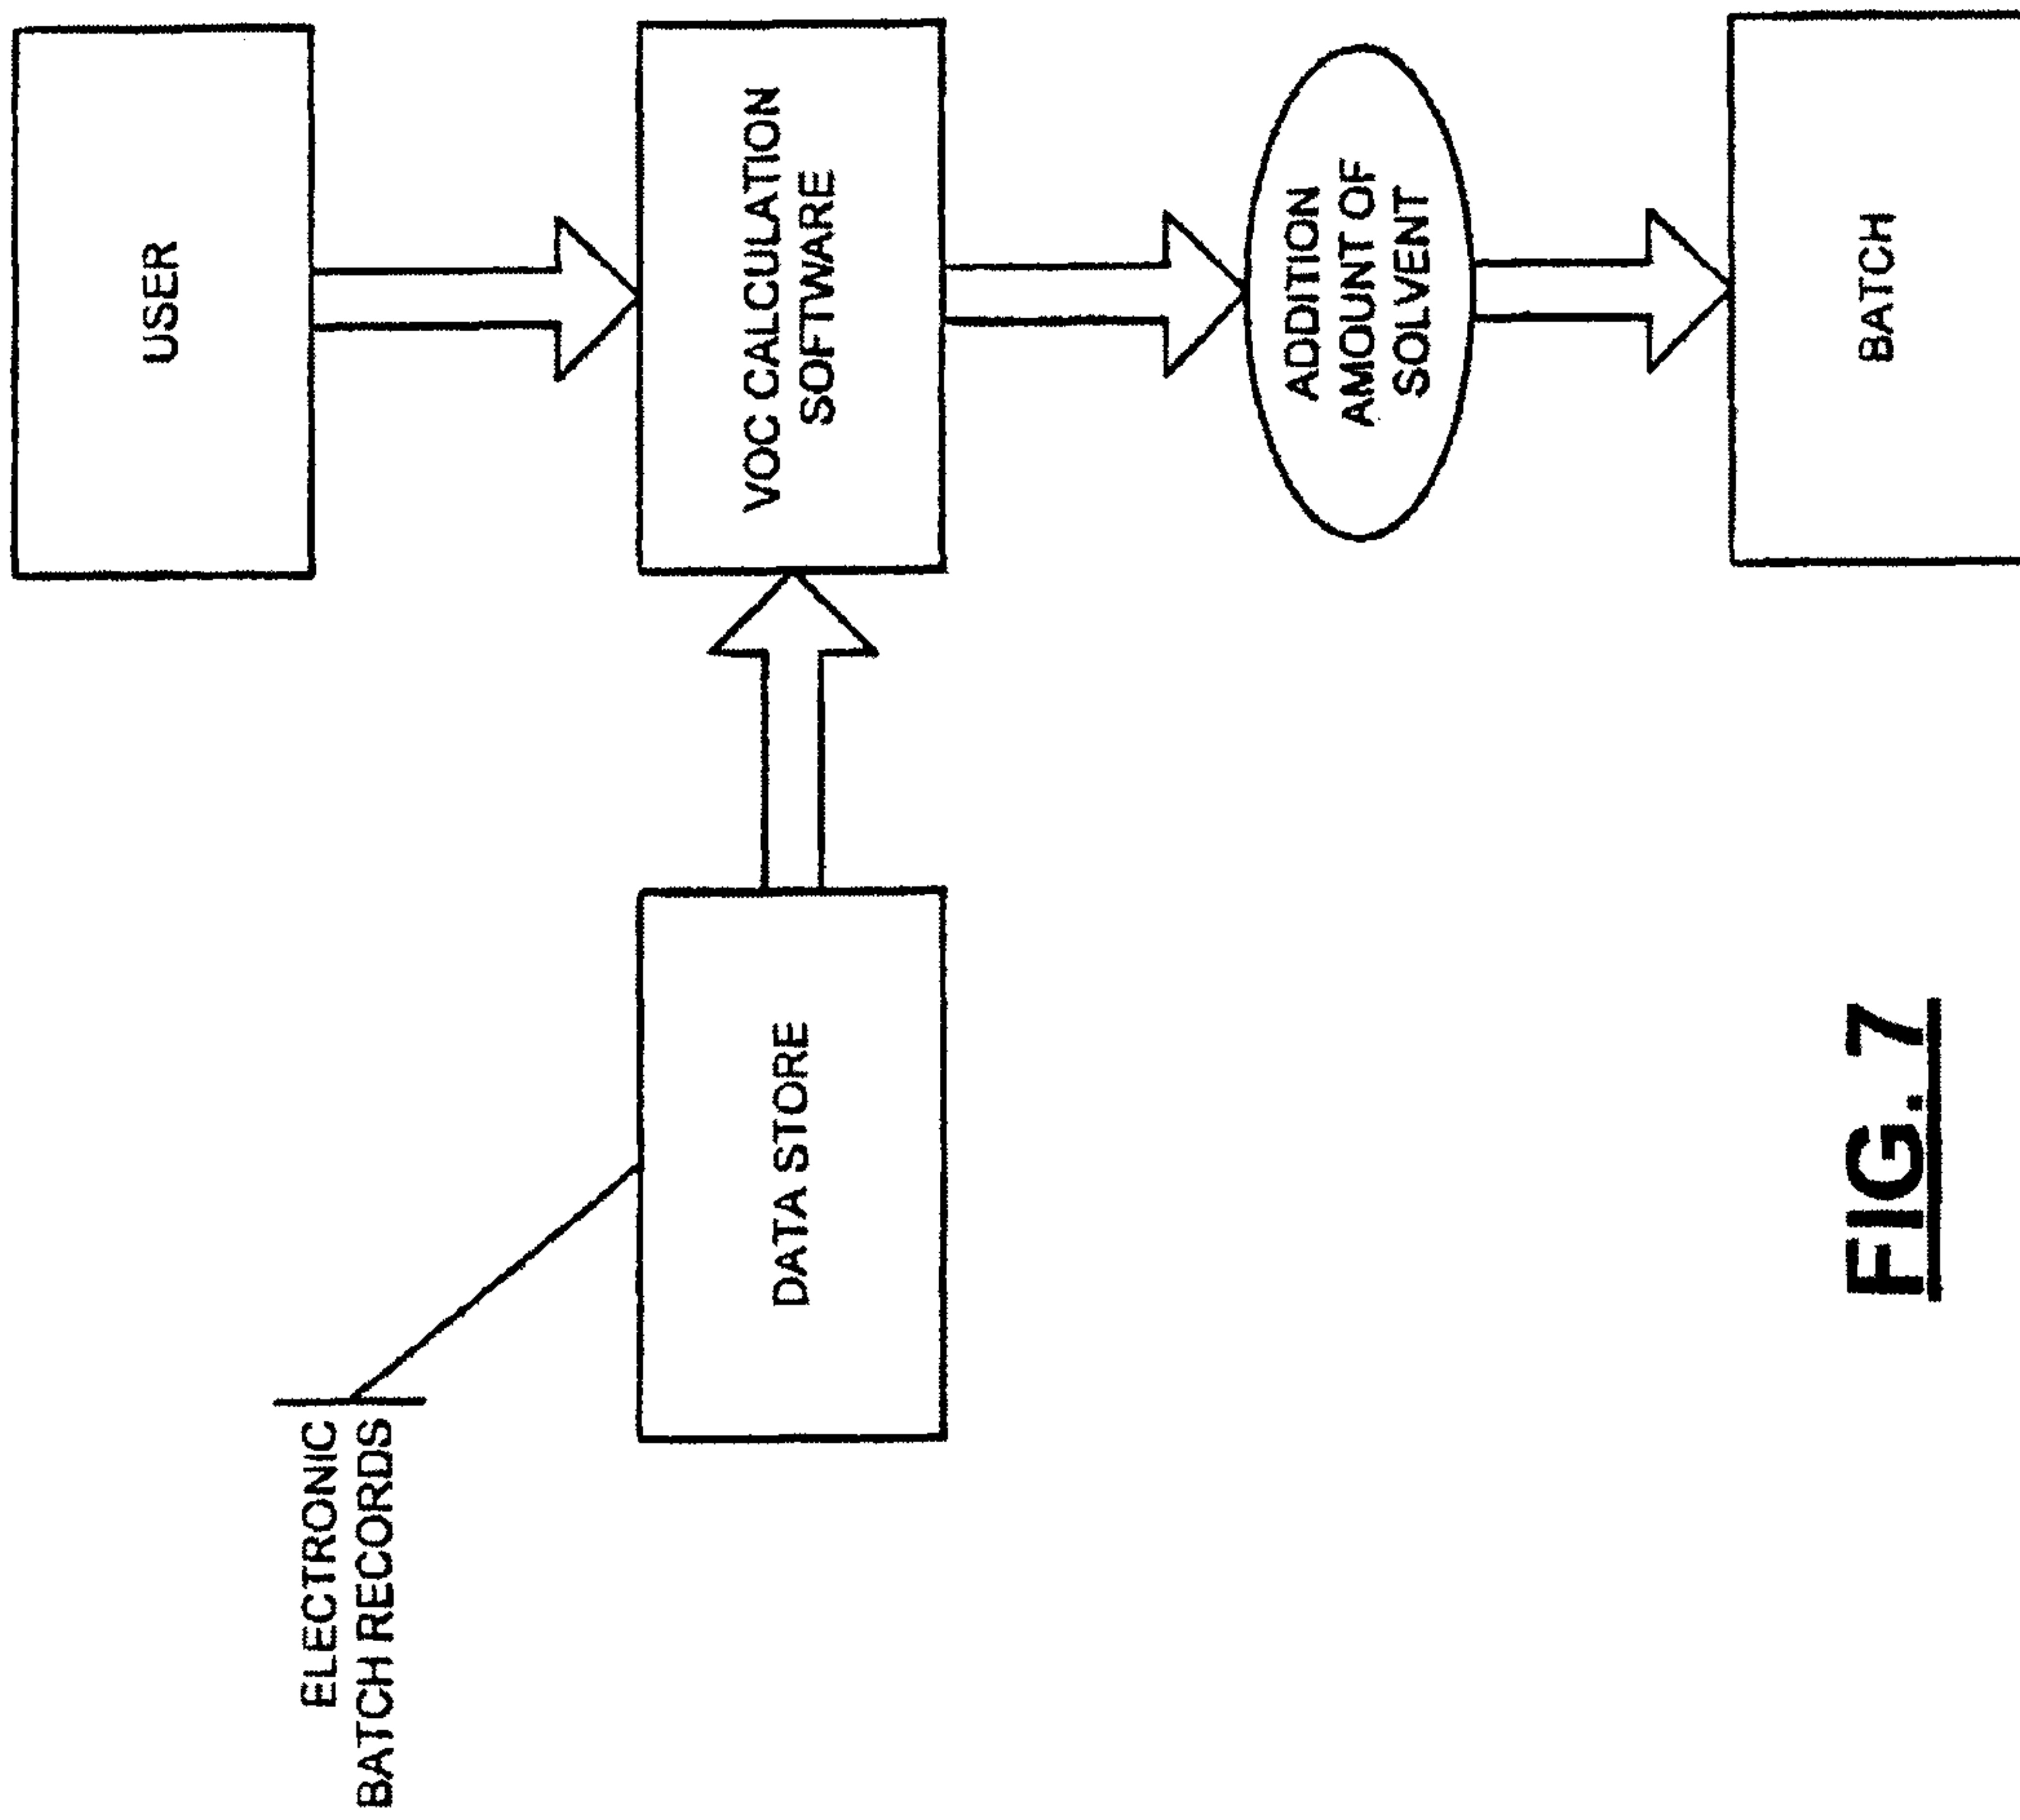 ELECTRONIC
BATCH RECORDS
USER
DATA STORE
VOC CALCULATION
SOFTWARE
ADDITION
AMOUNT OF
SOLVENT
BATCH
FIG. 7